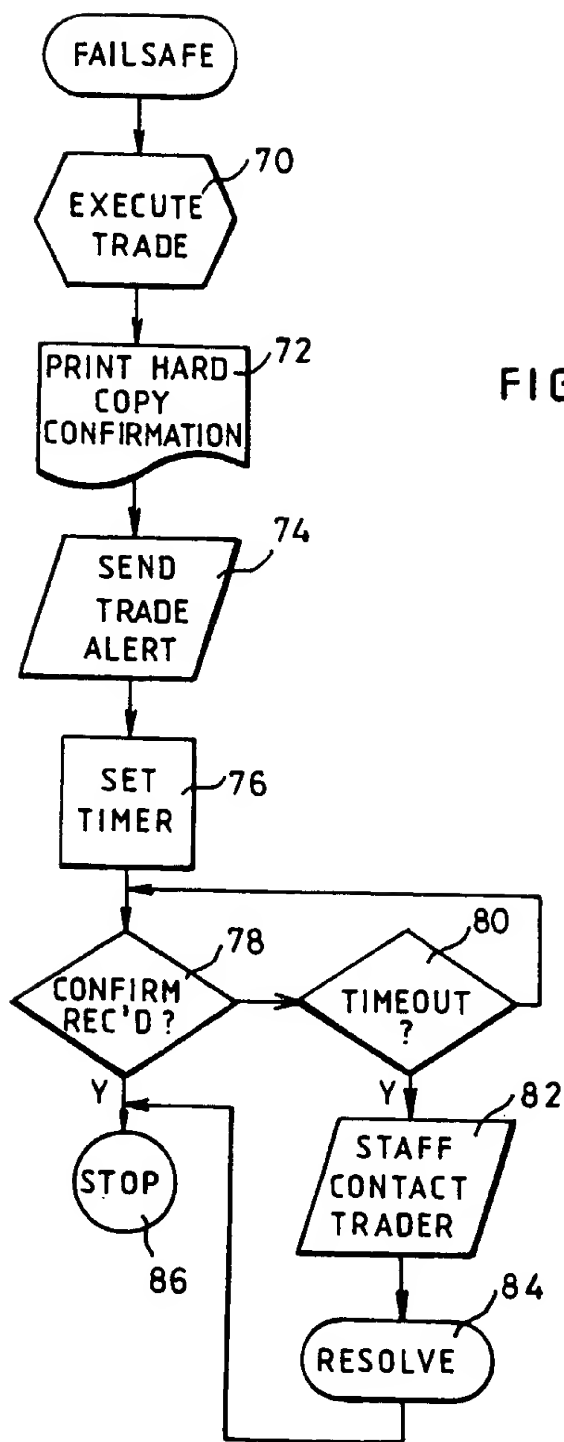 FAILSAFE
70
EXECUTE
TRADE
72
PRINT HARD
COPY
CONFIRMATION
FIG
74
SEND
TRADE
ALERT
76
SET
TIMER
78
CONFIRM
REC'D ?
80
TIMEOUT
?
Y
Y
82
STAFF
CONTACT
TRADER
STOP
86
84
RESOLVE